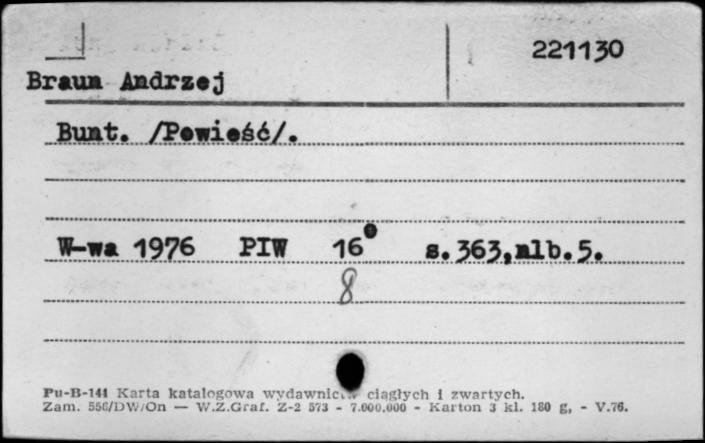 221130
Braun Andrzej
Bunt. /Powieść/.
W-wa 1976 PIW 16° s.363,nlb.5.
8
Pu-B-144 Karta katalogowa wydawnictw ciągłych i zwartych.
Zam. 556/DW/On — W.Z.Graf. Z-2 573 - 7.000.000 - Karton 3 kl. 180 g, - V.76.